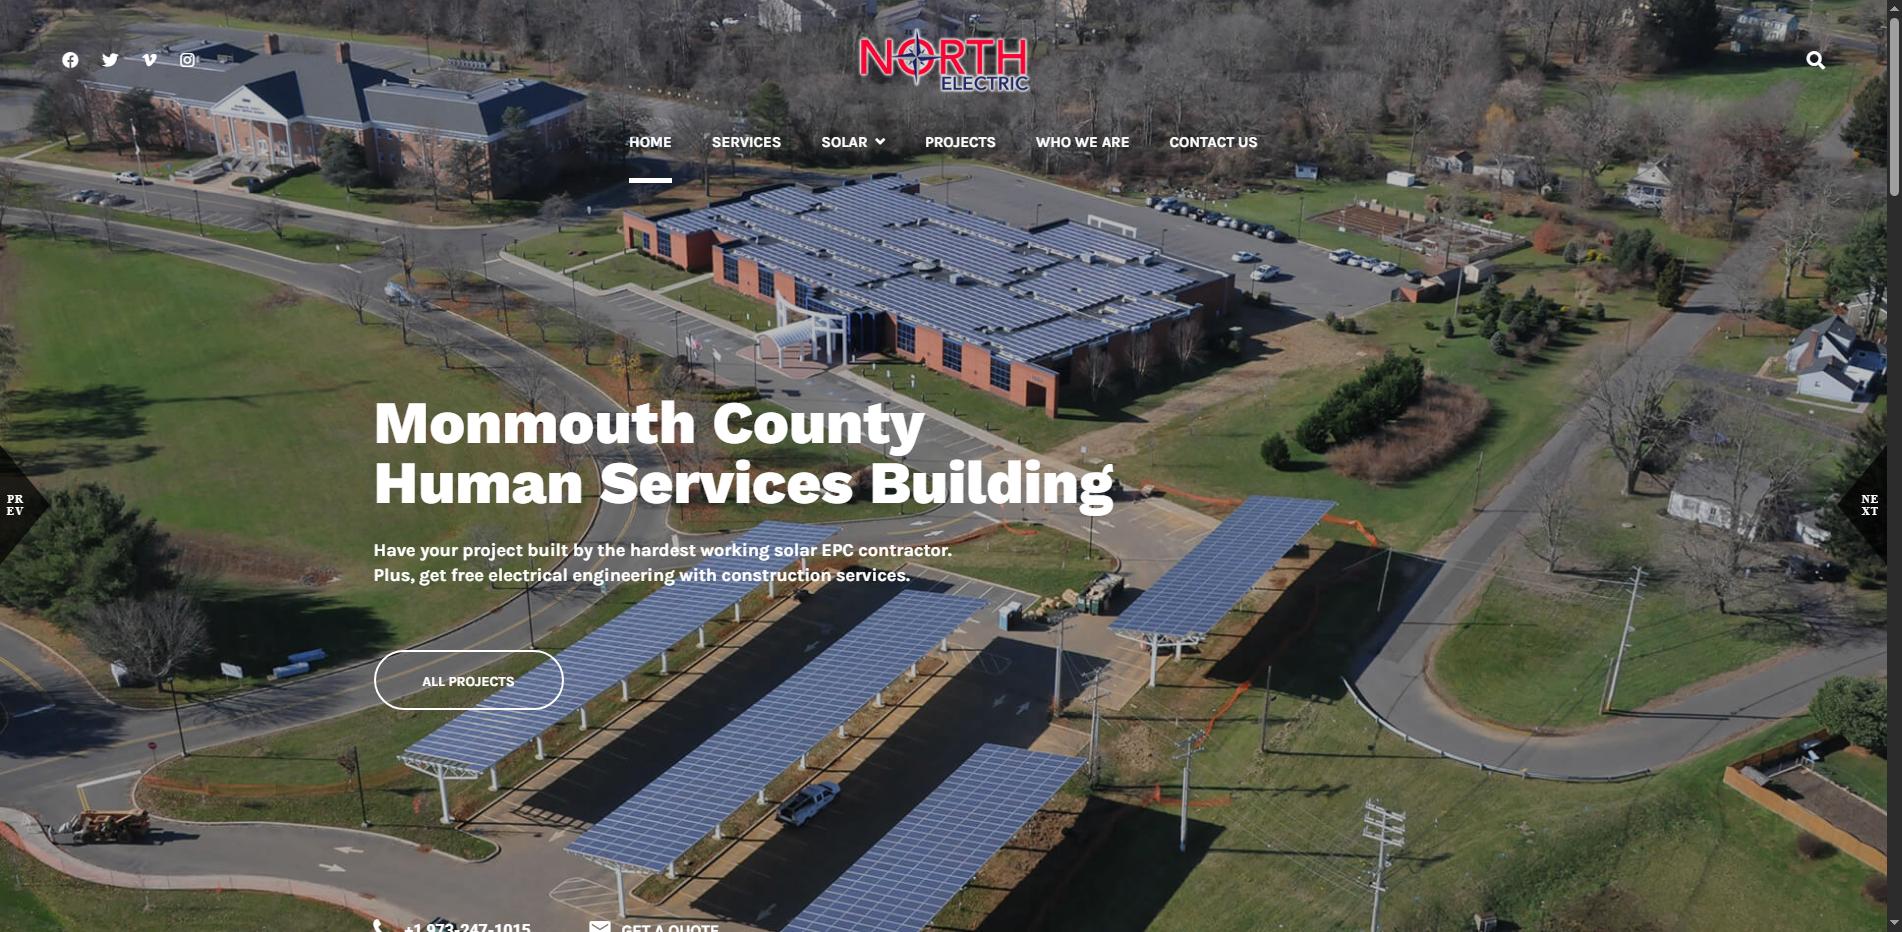 NORTH
ELECTRIC
HOME
SERVICES
SOLAR
PROJECTS
WHO WE ARE
CONTACT US
Monmouth County
Human Services Building
Have your project built by the hardest working solar EPC contractor.
Plus, get free electrical engineering with construction services.
ALL PROJECTS
PR
EV
NE
XT
+1 973-247-1015
GET A QUOTE